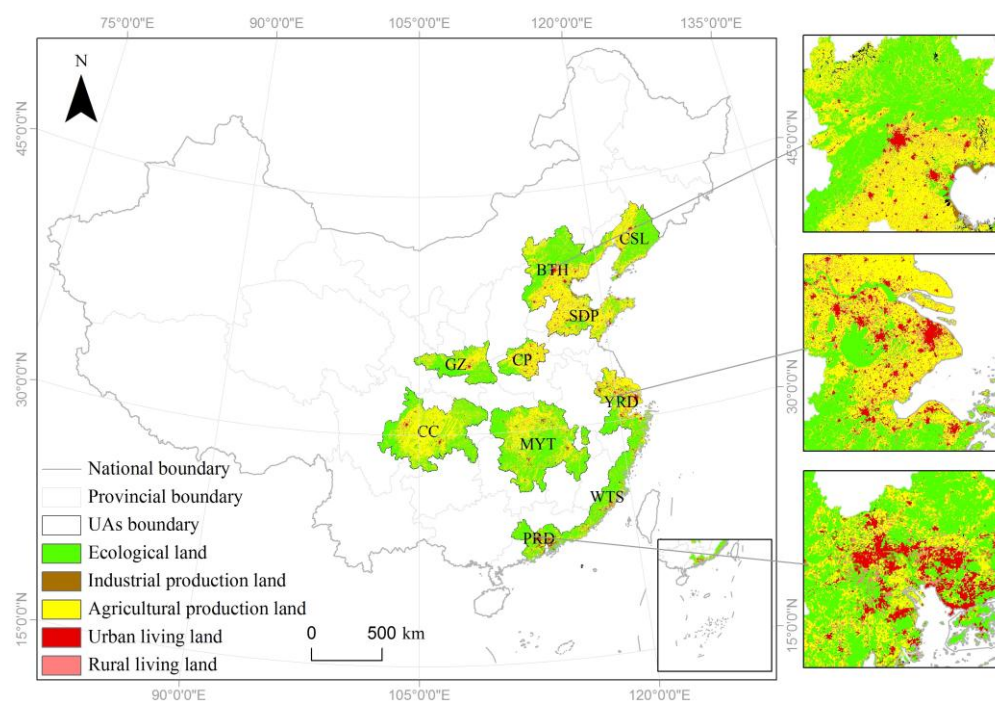 75°0'0"E 90°0'0"E 105°0'0"E 120°0'0"E 135°0'0"E
N
45°0'0"N
45°0'0"N
CSL
BTH
SDP
GZ
CP
30°0'0"N
30°0'0"N
YRD
CC
MYT
WTS
PRD
National boundary
Provincial boundary
UAs boundary
Ecological land
Industrial production land
Agricultural production land
Urban living land
Rural living land
0 500 km
15°0'0"N
15°0'0"N
90°0'0"E 105°0'0"E 120°0'0"E